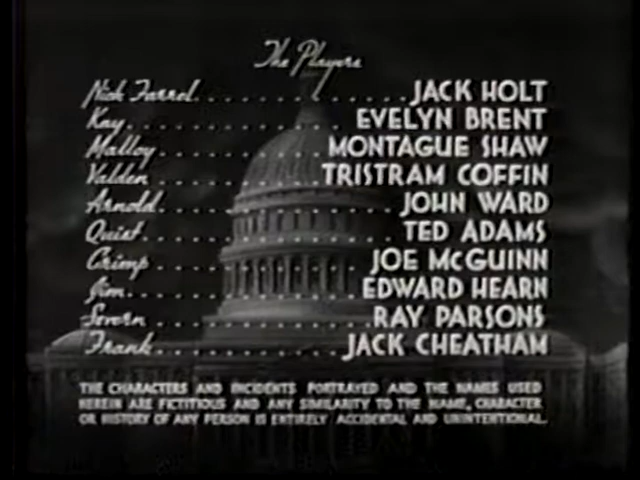 The Players
Nick Farrel. . . . . . . . . . . . JACK HOLT
Kay. . . . . . . . . . . . . EVELYN BRENT
Malloy . . . . . . . . . . MONTAGUE SHAW
Valden . . . . . . . . . . TRISTRAM COFFIN
Arnold. . . . . . . . . . . . . . JOHN WARD
Quist. . . . . . . . . . . . . . . TED ADAMS
Crimp . . . . . . . . . . . . . JOE McGUINN
Jim. . . . . . . . . . . . . EDWARD HEARN
Severn . . . . . . . . . . . . RAY PARSONS
Frank. . . . . . . . . . . JACK CHEATHAM
THE CHARACTERS AND INCIDENTS PORTRAYED AND THE NAMES USED
HEREIN ARE FICTITIOUS AND ANY SIMILARITY TO THE NAME, CHARACTER
OR HISTORY OF ANY PERSON IS ENTIRELY ACCIDENTAL AND UNINTENTIONAL.